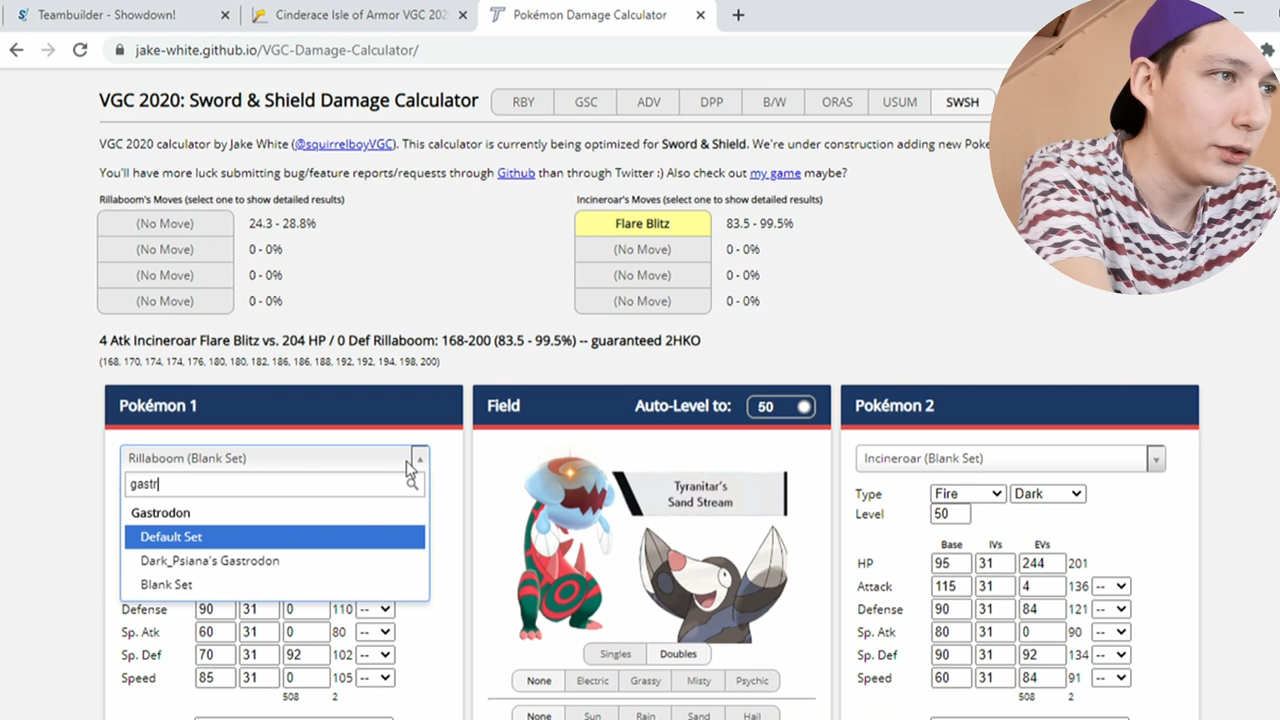 Teambuilder - Showdown!
Cinderace Isle of Armor VGC 202
Pokémon Damage Calculator
jake-white.github.io/VGC-Damage-Calculator/
VGC 2020: Sword & Shield Damage Calculator
RBY GSC ADV DPP B/W ORAS USUM SWSH
VGC 2020 calculator by Jake White (@squirrelboyVGC). This calculator is currently being optimized for Sword & Shield. We're under construction adding new Poke
You'll have more luck submitting bug/feature reports/requests through Github than through Twitter :) Also check out my game maybe?
Rillaboom's Moves (select one to show detailed results)
(No Move) 24.3 - 28.8%
(No Move) 0 - 0%
(No Move) 0 - 0%
(No Move) 0 - 0%
Incineroar's Moves (select one to show detailed results)
Flare Blitz 83.5 - 99.5%
(No Move) 0 - 0%
(No Move) 0 - 0%
(No Move) 0 - 0%
4 Atk Incineroar Flare Blitz vs. 204 HP / 0 Def Rillaboom: 168-200 (83.5 - 99.5%) -- guaranteed 2HKO
(168, 170, 174, 174, 176, 180, 180, 182, 186, 186, 188, 192, 192, 194, 198, 200)
Pokémon 1
Rillaboom (Blank Set)
gastr
Gastrodon
Default Set
Dark_Psiana's Gastrodon
Blank Set
Defense 90 31 0 110 --
Sp. Atk 60 31 0 80 --
Sp. Def 70 31 92 102 --
Speed 85 31 0 105 --
508 2
Field Auto-Level to: 50
Tyranitar's
Sand Stream
Singles Doubles
None Electric Grassy Misty Psychic
None Sun Rain Sand Hail
Pokémon 2
Incineroar (Blank Set)
Type Fire Dark
Level 50
Base IVs EVs
HP 95 31 244 201
Attack 115 31 4 136 --
Defense 90 31 84 121 --
Sp. Atk 80 31 0 90 --
Sp. Def 90 31 92 134 --
Speed 60 31 84 91 --
508 2